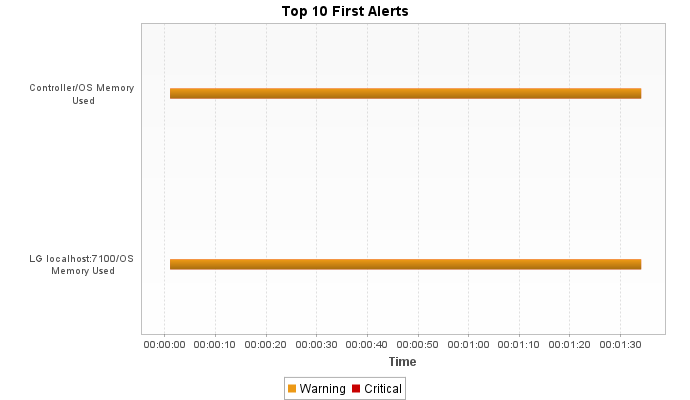 Top 10 First Alerts
Controller/OS Memory
Used
LG localhost:7100/OS
Memory Used
00:00:00 00:00:10 00:00:20 00:00:30 00:00:40 00:00:50 00:01:00 00:01:10 00:01:20 00:01:30
Time
Warning Critical